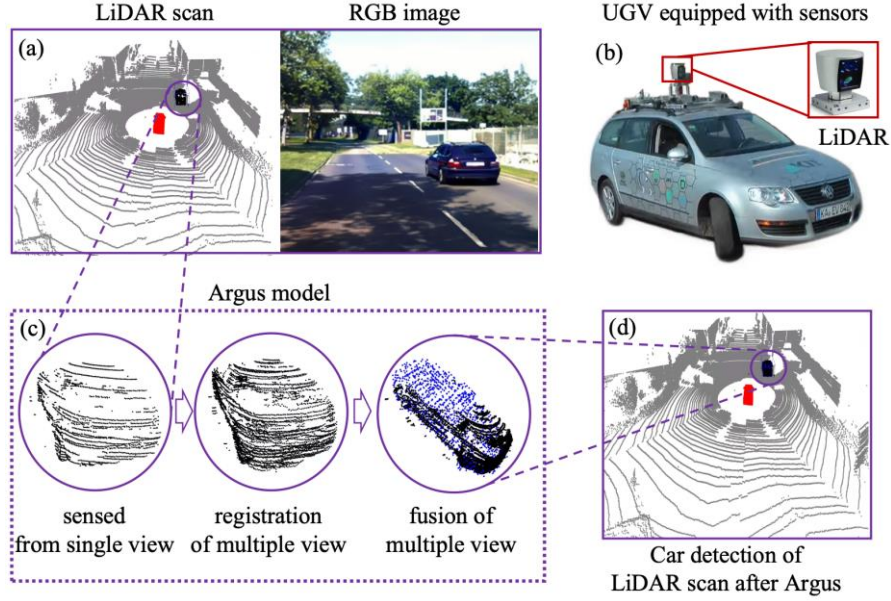 LiDAR scan
RGB image
UGV equipped with sensors
(a)
(b)
LiDAR
Argus model
(c)
(d)
sensed
from single view
registration
of multiple view
fusion of
multiple view
Car detection of
LiDAR scan after Argus